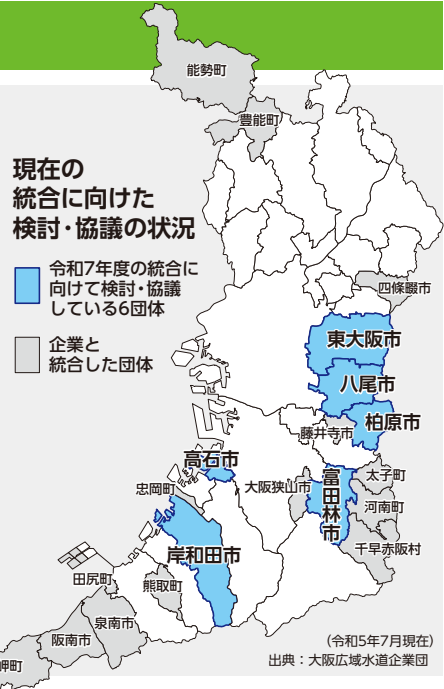 能勢町
豊能町
現在の
統合に向けた
検討・協議の状況
令和7年度の統合に
向けて検討・協議
している6団体
企業と
統合した団体
四條畷市
東大阪市
八尾市
柏原市
藤井寺市
高石市
大阪狭山市
富田林市
太子町
河南町
千早赤阪村
忠岡町
岸和田市
田尻町
熊取町
泉南市
阪南市
岬町
(令和5年7月現在)
出典：大阪広域水道企業団